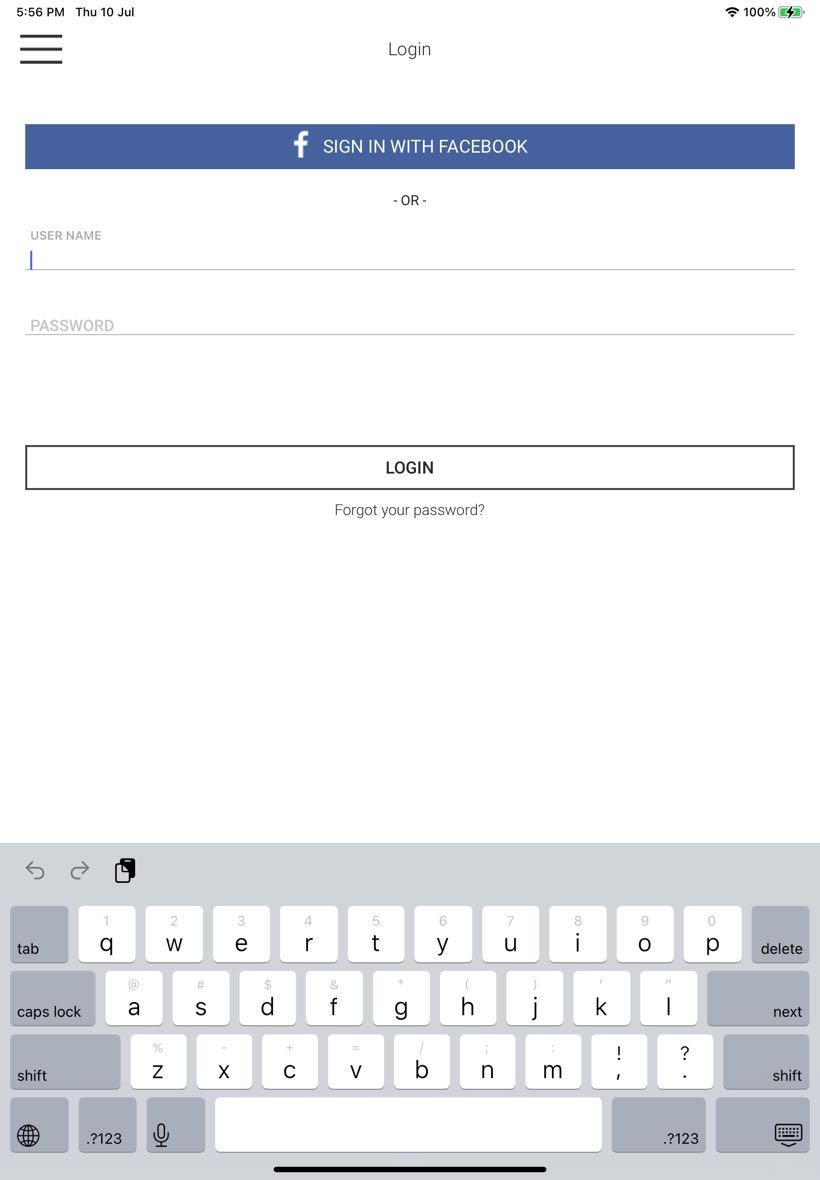 5:56 PM Thu 10 Jul 100%
Login
f SIGN IN WITH FACEBOOK
- OR -
USER NAME
PASSWORD
LOGIN
Forgot your password?
1 2 3 4 5 6 7 8 9 0
tab q w e r t y u i o p delete
@ # $ & * ( ) ' "
caps lock a s d f g h j k l next
% - + = / ; : ! ?
shift z x c v b n m , . shift
.?123 .?123